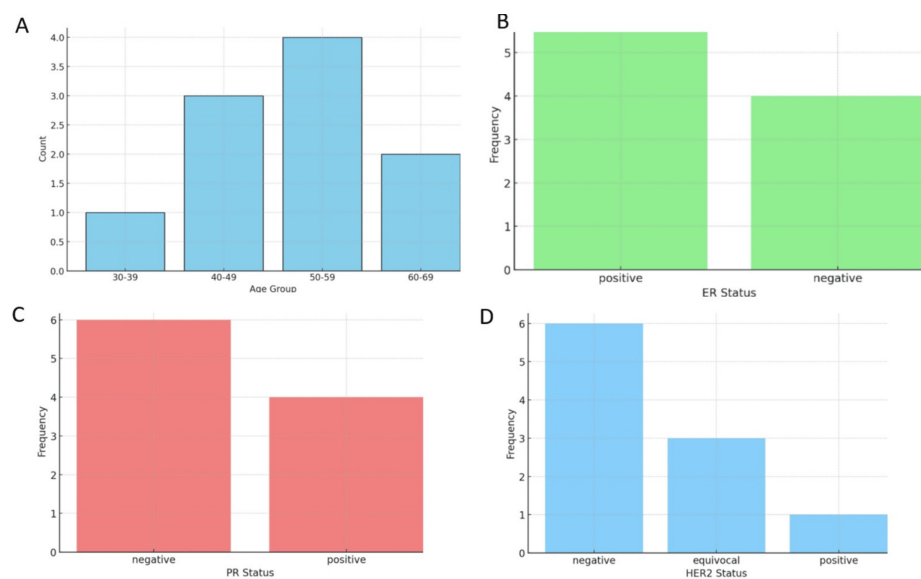 A
4.0
3.5
3.0
2.5
2.0
1.5
1.0
0.5
0.0
Count
30-39 40-49 50-59 60-69
Age Group
B
5
4
3
2
1
0
Frequency
positive negative
ER Status
C
6
5
4
3
2
1
0
Frequency
negative positive
PR Status
D
6
5
4
3
2
1
0
Frequency
negative equivocal positive
HER2 Status